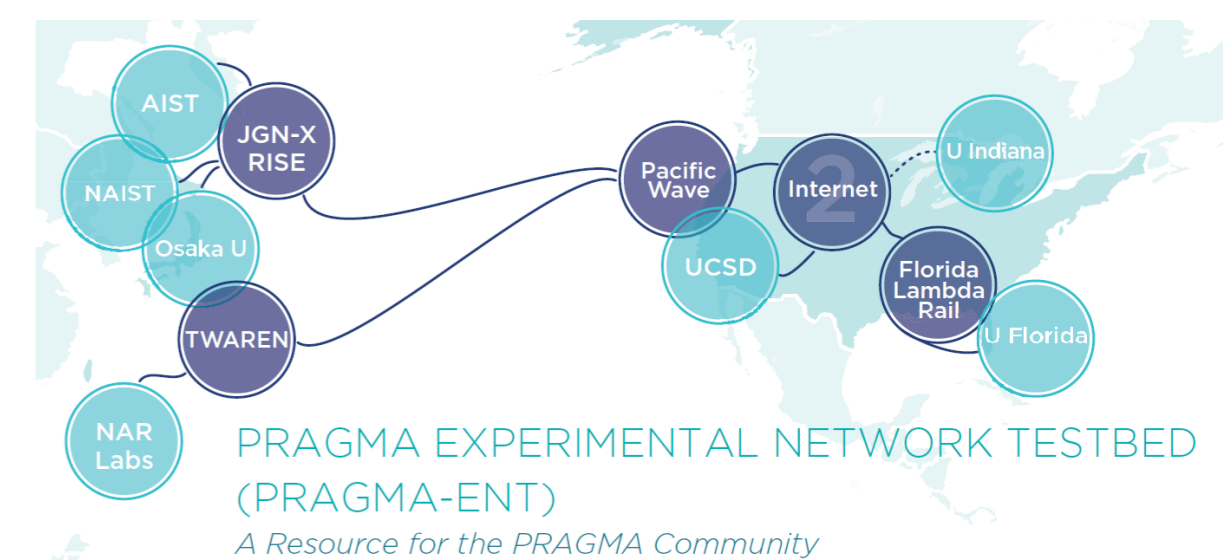 AIST
JGN-X
RISE
NAIST
Osaka U
TWAREN
NAR
Labs
Pacific
Wave
UCSD
2
Internet
U Indiana
Florida
Lambda
Rail
U Florida
PRAGMA EXPERIMENTAL NETWORK TESTBED
(PRAGMA-ENT)
A Resource for the PRAGMA Community